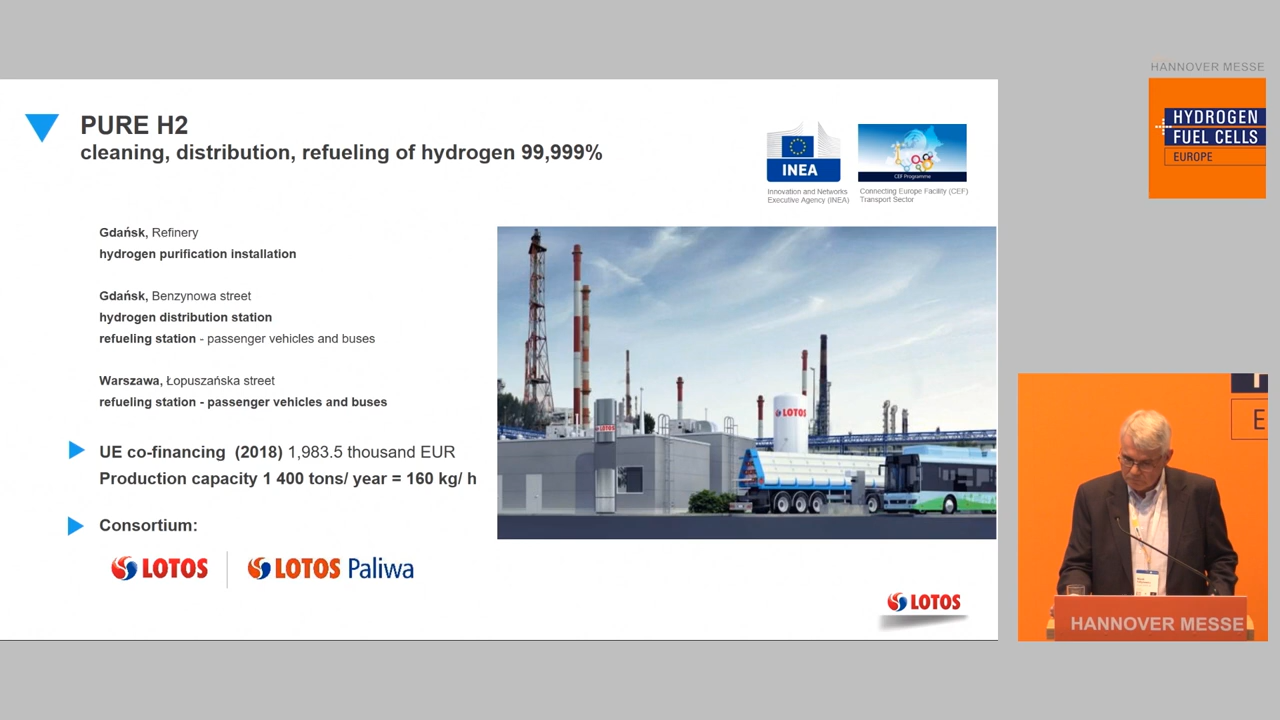 HANNOVER MESSE
HYDROGEN
FUEL CELLS
EUROPE
PURE H2
cleaning, distribution, refueling of hydrogen 99,999%
INEA
CEF Programme
Innovation and Networks
Executive Agency (INEA)
Connecting Europe Facility (CEF)
Transport Sector
Gdańsk, Refinery
hydrogen purification installation
Gdańsk, Benzynowa street
hydrogen distribution station
refueling station - passenger vehicles and buses
Warszawa, Łopuszańska street
refueling station - passenger vehicles and buses
UE co-financing (2018) 1,983.5 thousand EUR
Production capacity 1 400 tons/ year = 160 kg/ h
Consortium:
LOTOS
LOTOS Paliwa
LOTOS
LOTOS
LOTOS
E
HANNOVER MESSE